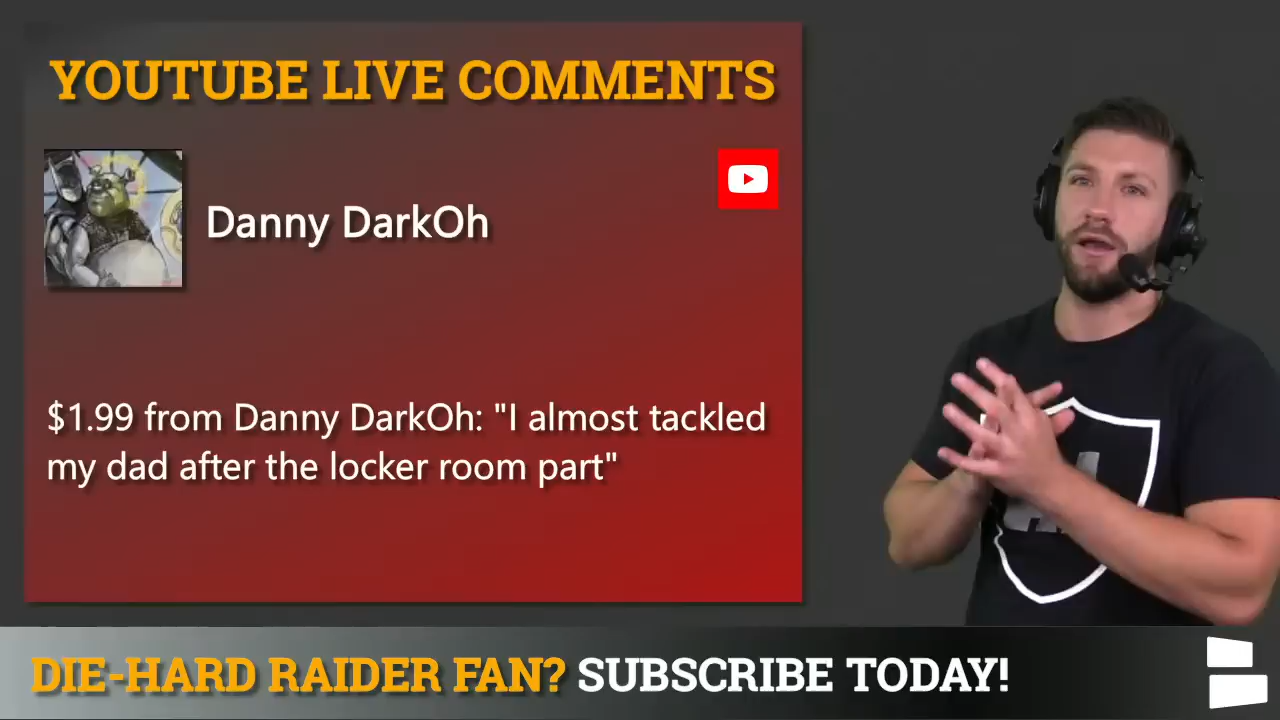 YOUTUBE LIVE COMMENTS
Danny DarkOh
$1.99 from Danny DarkOh: "I almost tackled
my dad after the locker room part"
DIE-HARD RAIDER FAN? SUBSCRIBE TODAY!